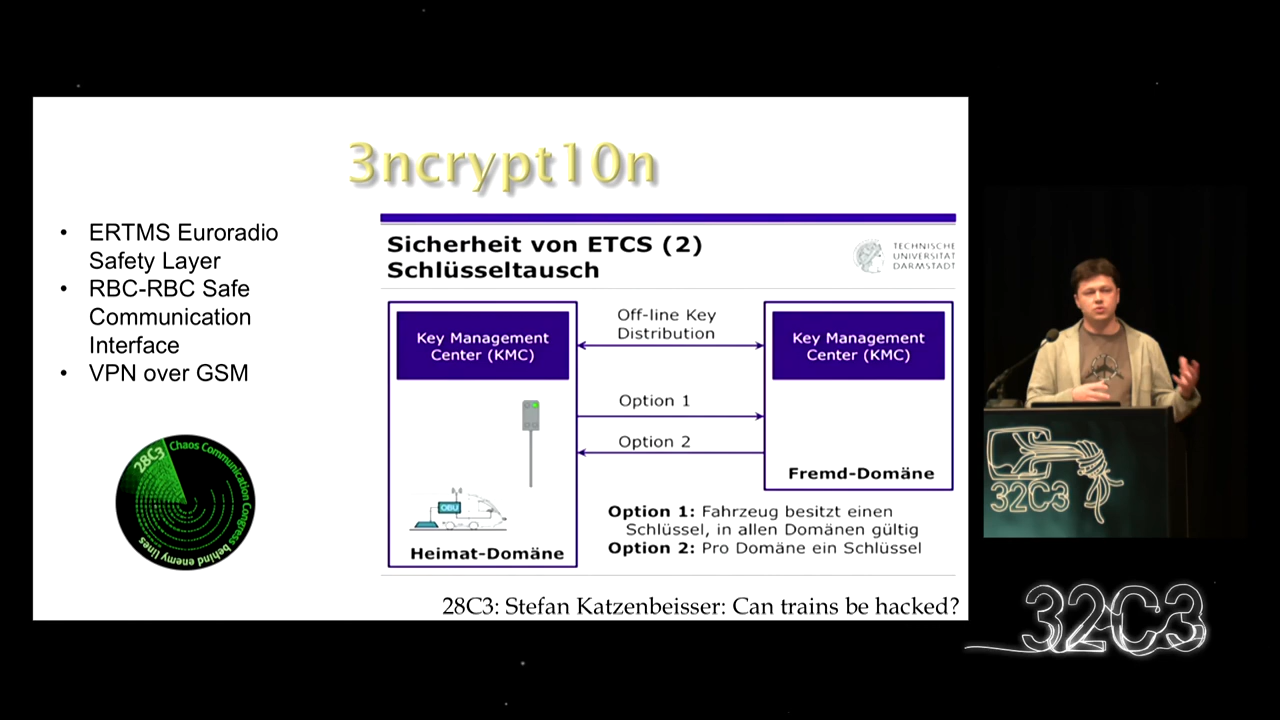 3ncrypt10n
• ERTMS Euroradio
Safety Layer
• RBC-RBC Safe
Communication
Interface
• VPN over GSM
28C3 Chaos Communication Congress
behind enemy lines
Sicherheit von ETCS (2)
Schlüsseltausch
TECHNISCHE
UNIVERSITÄT
DARMSTADT
Key Management
Center (KMC)
Off-line Key
Distribution
Key Management
Center (KMC)
Option 1
Option 2
OBU
Heimat-Domäne
Fremd-Domäne
Option 1: Fahrzeug besitzt einen
Schlüssel, in allen Domänen gültig
Option 2: Pro Domäne ein Schlüssel
28C3: Stefan Katzenbeisser: Can trains be hacked?
32C3
32C3